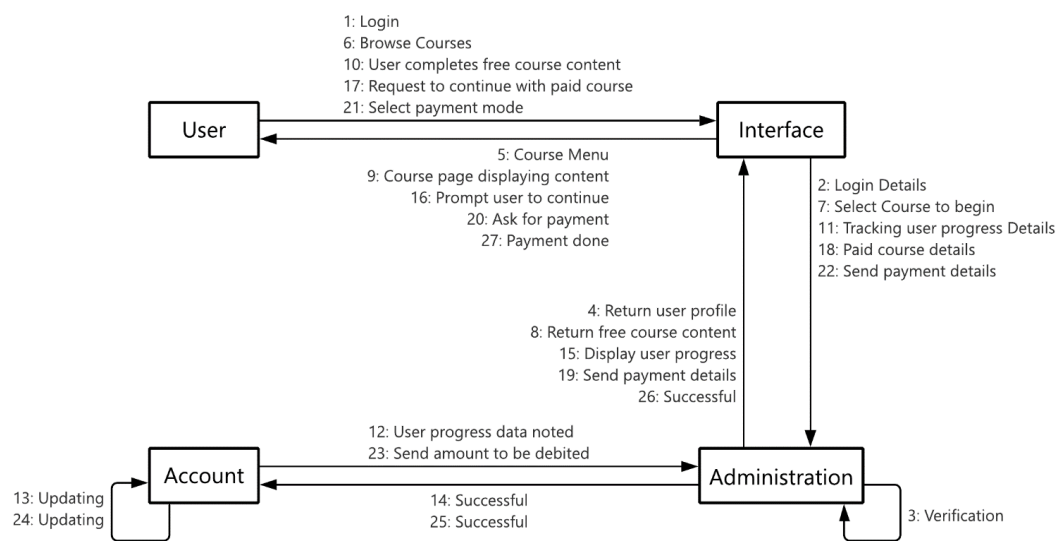 1: Login
6: Browse Courses
10: User completes free course content
17: Request to continue with paid course
21: Select payment mode
User
Interface
5: Course Menu
9: Course page displaying content
16: Prompt user to continue
20: Ask for payment
27: Payment done
2: Login Details
7: Select Course to begin
11: Tracking user progress Details
18: Paid course details
22: Send payment details
4: Return user profile
8: Return free course content
15: Display user progress
19: Send payment details
26: Successful
12: User progress data noted
23: Send amount to be debited
Account
Administration
13: Updating
24: Updating
14: Successful
25: Successful
3: Verification